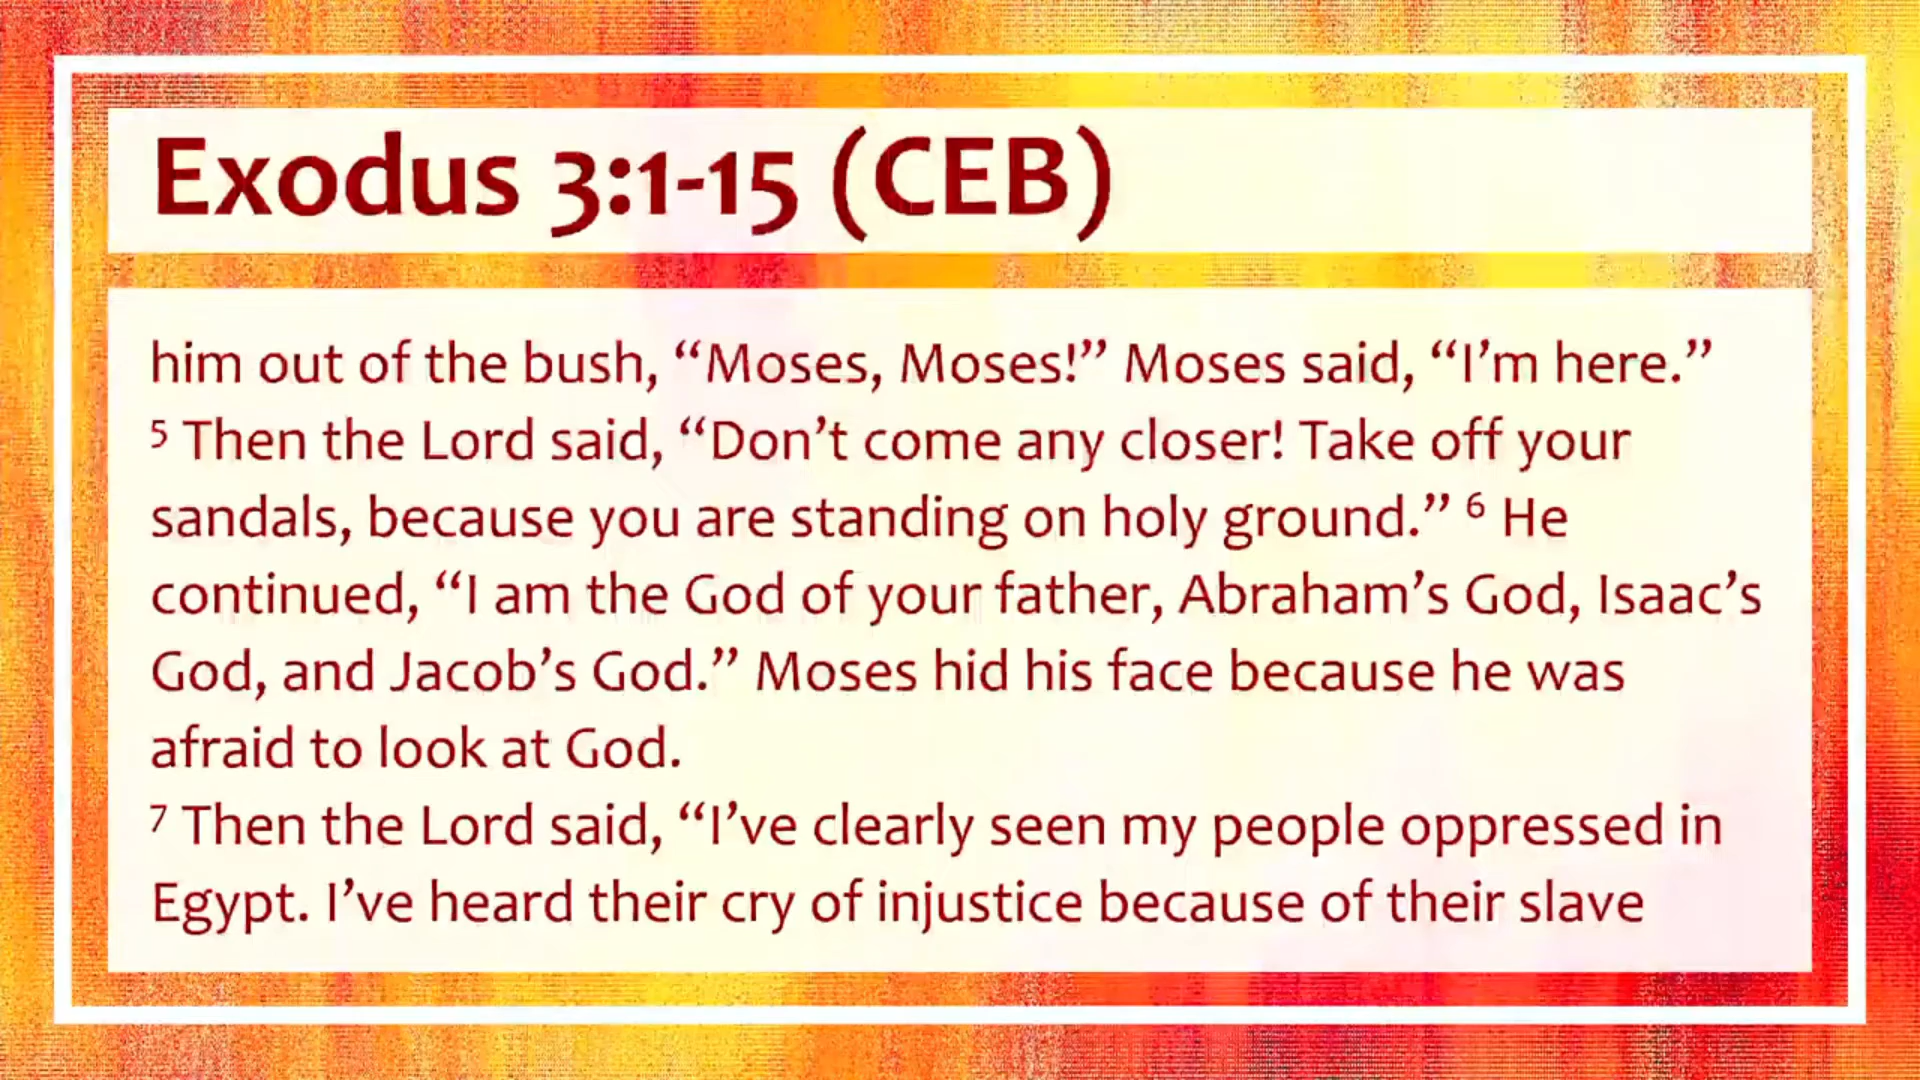 Exodus 3:1-15 (CEB)
him out of the bush, “Moses, Moses!” Moses said, “I’m here.”
⁵ Then the Lord said, “Don’t come any closer! Take off your
sandals, because you are standing on holy ground.” ⁶ He
continued, “I am the God of your father, Abraham’s God, Isaac’s
God, and Jacob’s God.” Moses hid his face because he was
afraid to look at God.
⁷ Then the Lord said, “I’ve clearly seen my people oppressed in
Egypt. I’ve heard their cry of injustice because of their slave